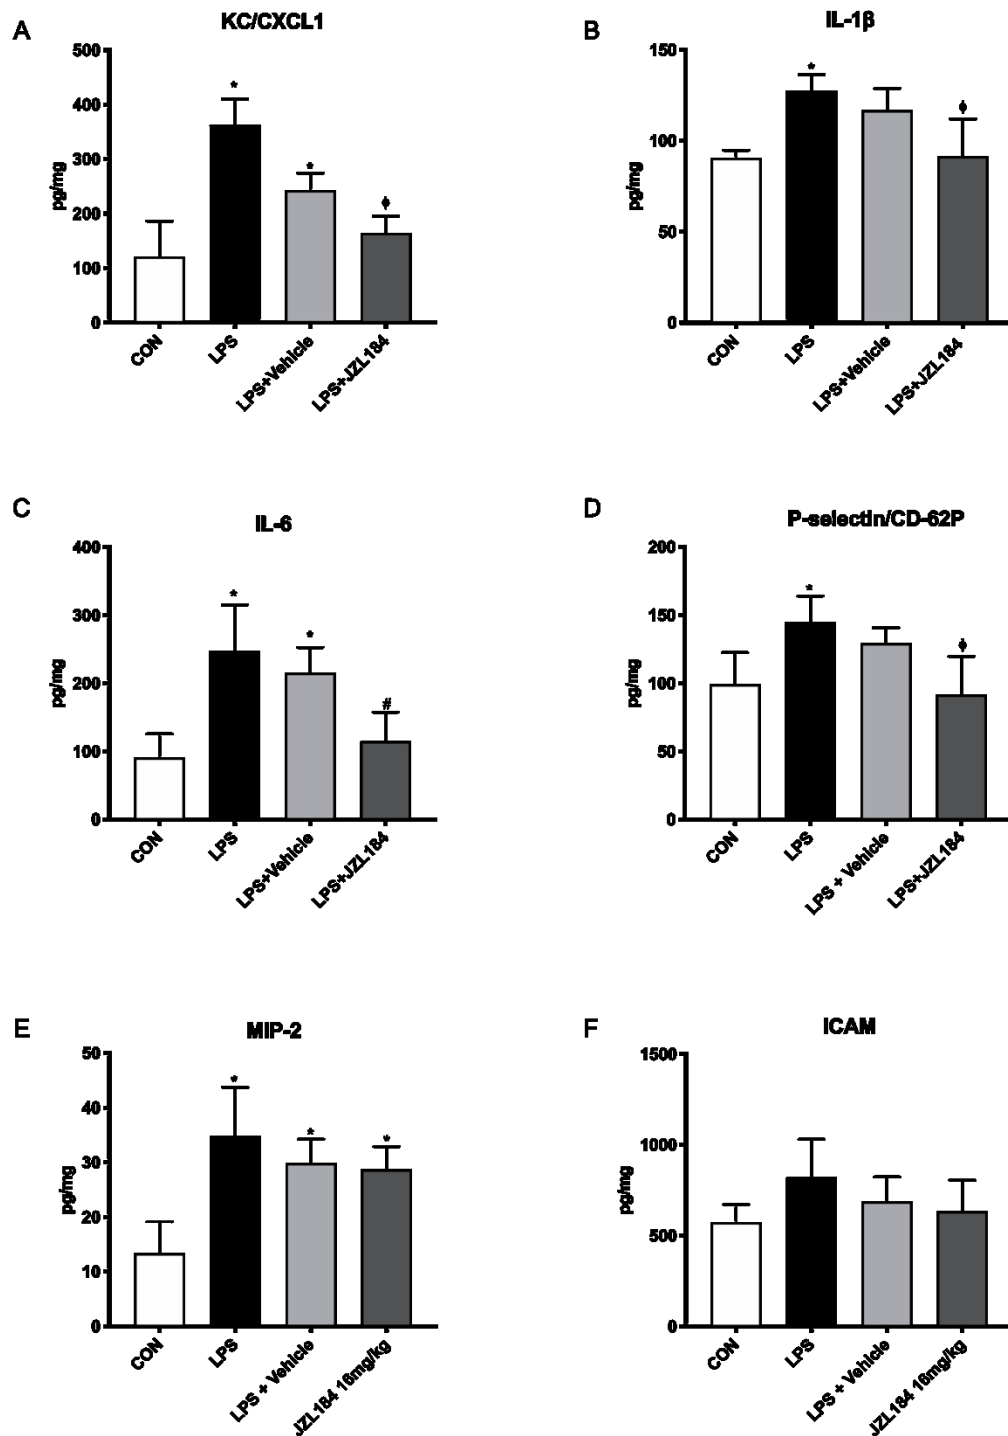 A
KC/CXCL1
500
400
300
200
100
0
pg/mg
*
*
ϕ
CON
LPS
LPS+Vehicle
LPS+JZL184
B
IL-1β
150
100
50
0
pg/mg
*
ϕ
CON
LPS
LPS+Vehicle
LPS+JZL184
C
IL-6
400
300
200
100
0
pg/mg
*
*
#
CON
LPS
LPS+Vehicle
LPS+JZL184
D
P-selectin/CD-62P
200
150
100
50
0
pg/mg
*
ϕ
CON
LPS
LPS + Vehicle
LPS+JZL184
E
MIP-2
50
40
30
20
10
0
pg/mg
*
*
*
CON
LPS
LPS + Vehicle
JZL184 16mg/kg
F
ICAM
1500
1000
500
0
pg/mg
CON
LPS
LPS + Vehicle
JZL184 16mg/kg